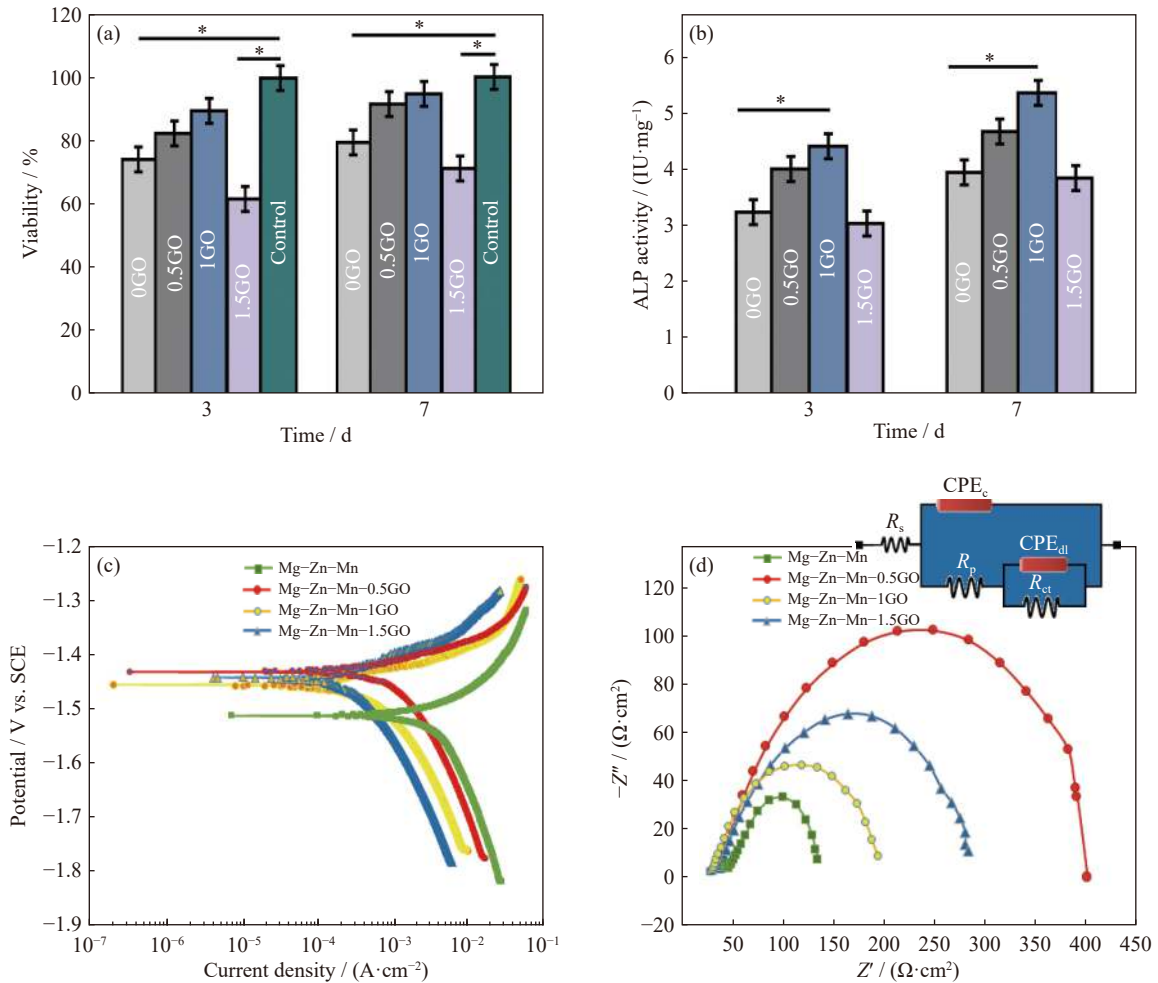 (a)
Viability / %
120
100
80
60
40
20
0
* * * *
0GO 0.5GO 1GO 1.5GO Control 0GO 0.5GO 1GO 1.5GO Control
3 7
Time / d
(b)
ALP activity / (IU·mg⁻¹)
6
5
4
3
2
1
0
* *
0GO 0.5GO 1GO 1.5GO 0GO 0.5GO 1GO 1.5GO
3 7
Time / d
(c)
Potential / V vs. SCE
−1.2
−1.3
−1.4
−1.5
−1.6
−1.7
−1.8
−1.9
Mg−Zn−Mn
Mg−Zn−Mn−0.5GO
Mg−Zn−Mn−1GO
Mg−Zn−Mn−1.5GO
10⁻⁷ 10⁻⁶ 10⁻⁵ 10⁻⁴ 10⁻³ 10⁻² 10⁻¹
Current density / (A·cm⁻²)
(d)
CPEc
Rs
CPEdl
Rp
Rct
Mg−Zn−Mn
Mg−Zn−Mn−0.5GO
Mg−Zn−Mn−1GO
Mg−Zn−Mn−1.5GO
−Z″ / (Ω·cm²)
120
100
80
60
40
20
0
−20
50 100 150 200 250 300 350 400 450
Z′ / (Ω·cm²)